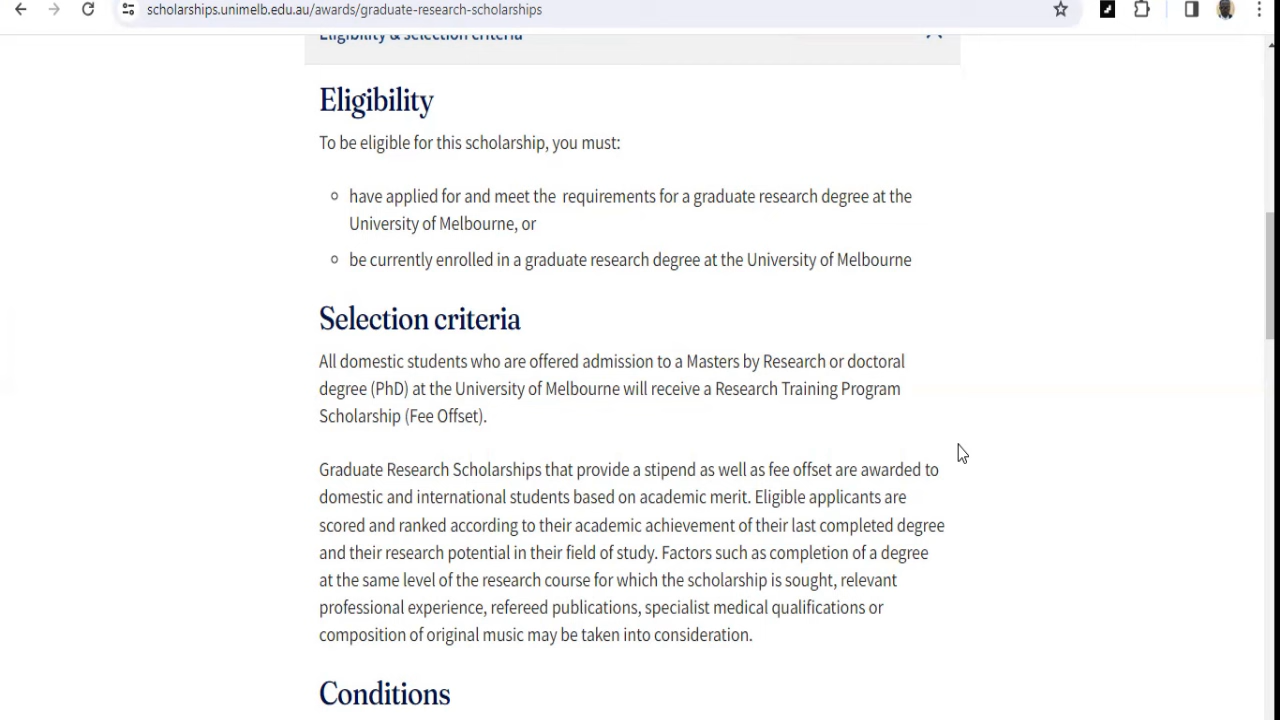 scholarships.unimelb.edu.au/awards/graduate-research-scholarships
Eligibility & selection criteria
Eligibility
To be eligible for this scholarship, you must:
have applied for and meet the requirements for a graduate research degree at the
University of Melbourne, or
be currently enrolled in a graduate research degree at the University of Melbourne
Selection criteria
All domestic students who are offered admission to a Masters by Research or doctoral
degree (PhD) at the University of Melbourne will receive a Research Training Program
Scholarship (Fee Offset).
Graduate Research Scholarships that provide a stipend as well as fee offset are awarded to
domestic and international students based on academic merit. Eligible applicants are
scored and ranked according to their academic achievement of their last completed degree
and their research potential in their field of study. Factors such as completion of a degree
at the same level of the research course for which the scholarship is sought, relevant
professional experience, refereed publications, specialist medical qualifications or
composition of original music may be taken into consideration.
Conditions